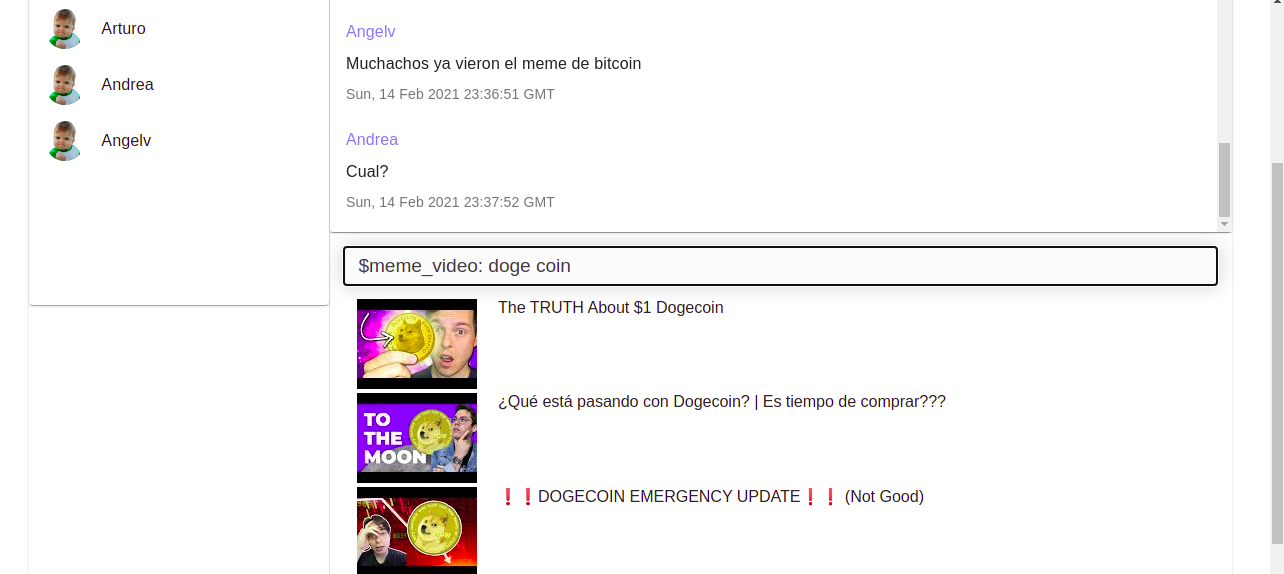 Arturo
Andrea
Angelv
Angelv
Muchachos ya vieron el meme de bitcoin
Sun, 14 Feb 2021 23:36:51 GMT
Andrea
Cual?
Sun, 14 Feb 2021 23:37:52 GMT
$meme_video: doge coin
The TRUTH About $1 Dogecoin
TO
THE
MOON
¿Qué está pasando con Dogecoin? | Es tiempo de comprar???
❗❗DOGECOIN EMERGENCY UPDATE❗❗ (Not Good)